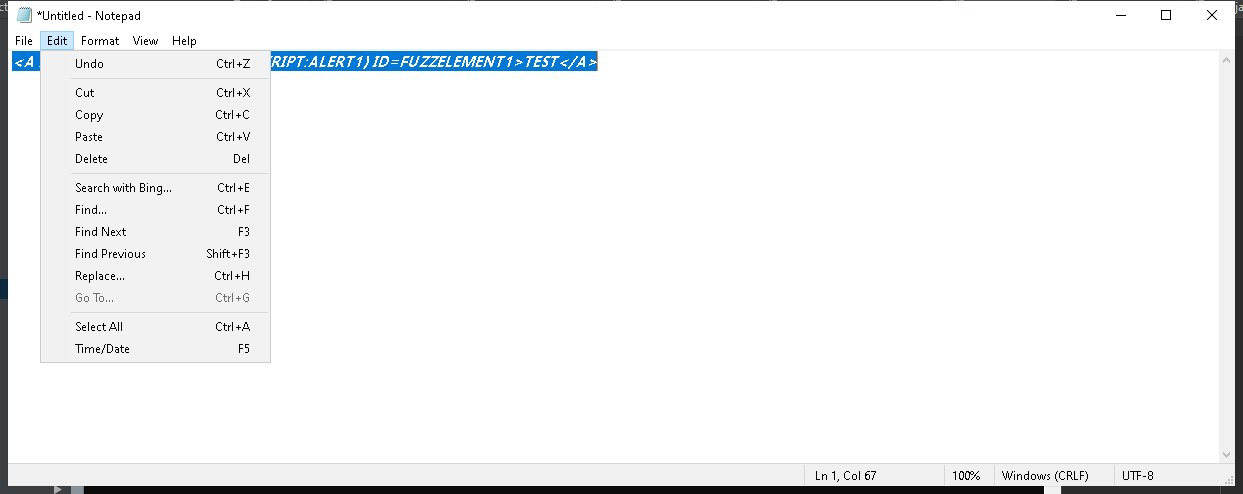 *Untitled - Notepad
File Edit Format View Help
<A RIPT:ALERT1) ID=FUZZELEMENT1>TEST</A>
Undo Ctrl+Z
Cut Ctrl+X
Copy Ctrl+C
Paste Ctrl+V
Delete Del
Search with Bing... Ctrl+E
Find... Ctrl+F
Find Next F3
Find Previous Shift+F3
Replace... Ctrl+H
Go To... Ctrl+G
Select All Ctrl+A
Time/Date F5
Ln 1, Col 67 100% Windows (CRLF) UTF-8